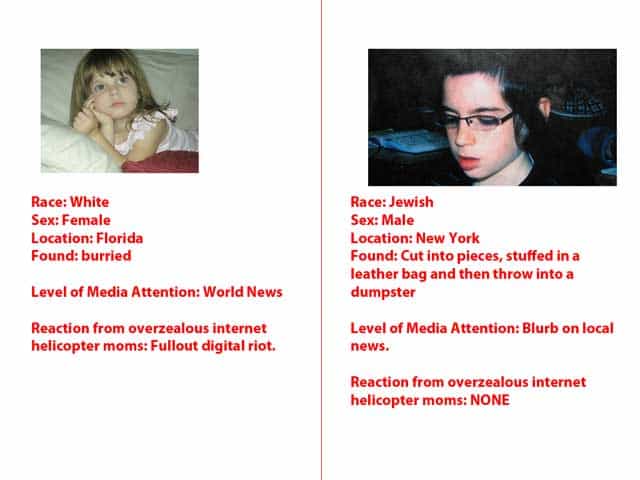 Race: White
Sex: Female
Location: Florida
Found: burried
Level of Media Attention: World News
Reaction from overzealous internet
helicopter moms: Fullout digital riot.
Race: Jewish
Sex: Male
Location: New York
Found: Cut into pieces, stuffed in a
leather bag and then throw into a
dumpster
Level of Media Attention: Blurb on local
news.
Reaction from overzealous internet
helicopter moms: NONE